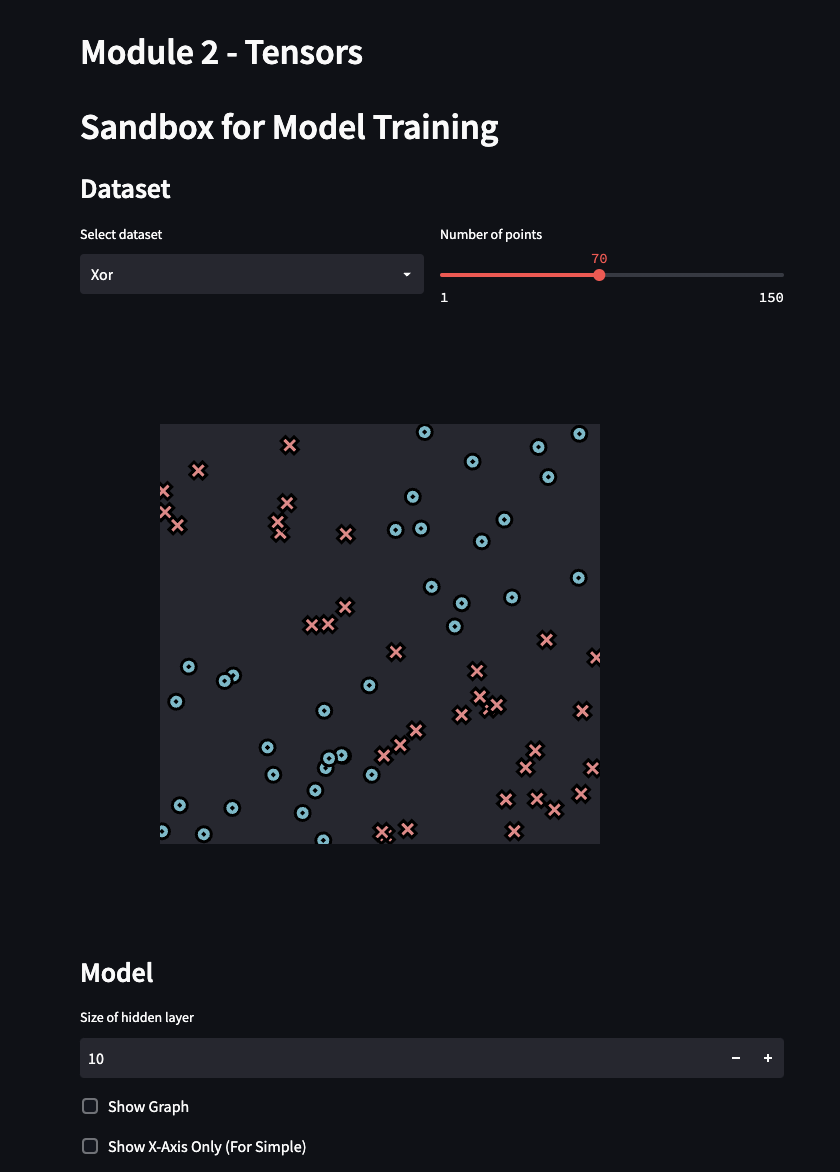 Module 2 - Tensors
Sandbox for Model Training
Dataset
Select dataset
Number of points
Xor
70
1
150
Model
Size of hidden layer
10
Show Graph
Show X-Axis Only (For Simple)